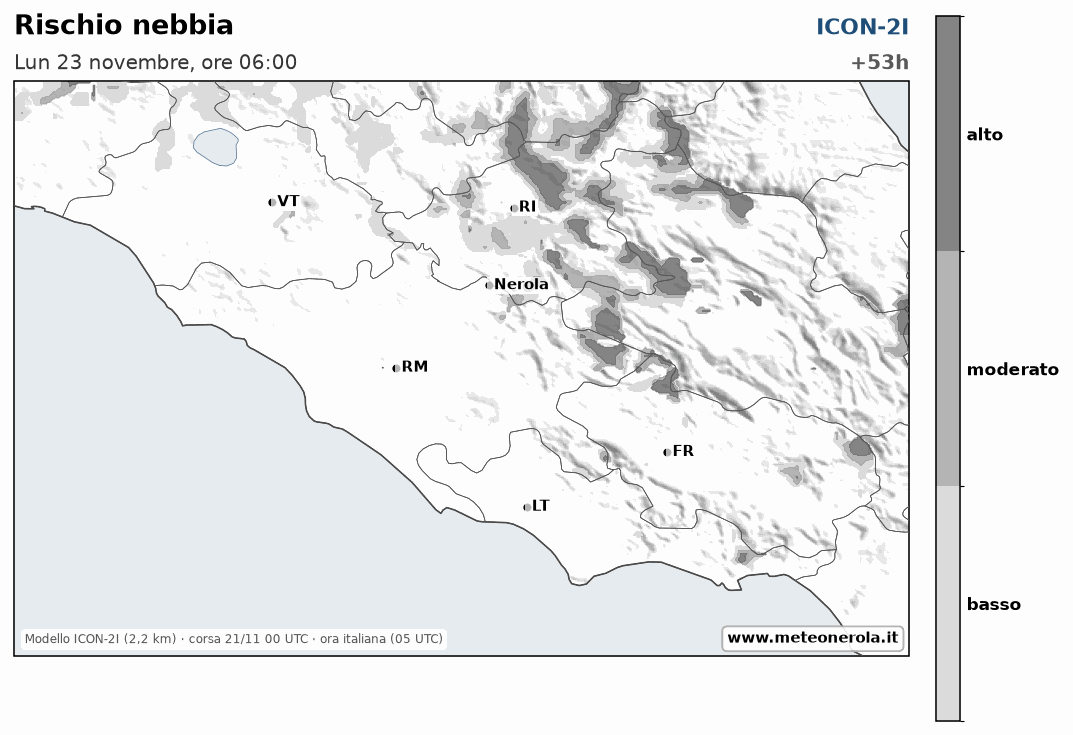 Rischio nebbia
ICON-2I
Lun 23 novembre, ore 06:00
+53h
alto
VT
RI
Nerola
moderato
RM
FR
LT
basso
Modello ICON-2I (2,2 km) · corsa 21/11 00 UTC · ora italiana (05 UTC)
www.meteonerola.it